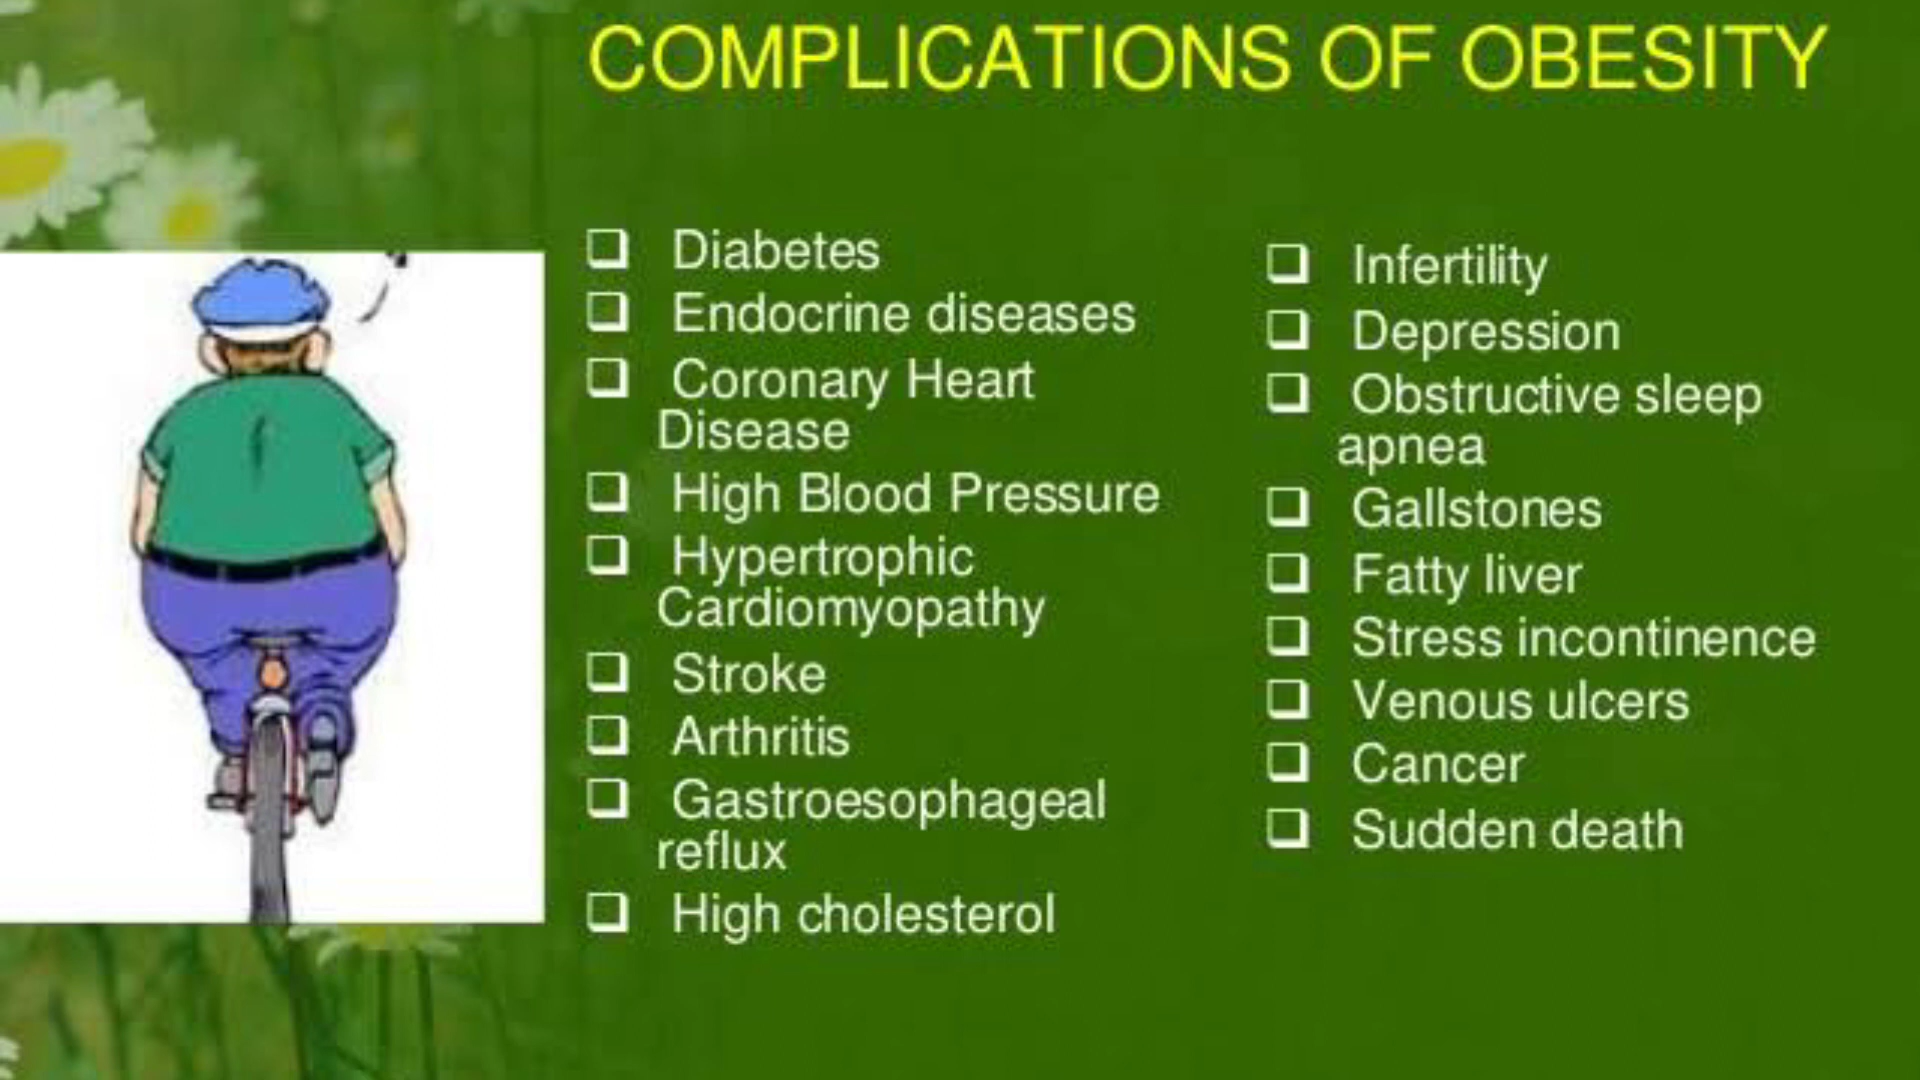 COMPLICATIONS OF OBESITY
Diabetes
Endocrine diseases
Coronary Heart
Disease
High Blood Pressure
Hypertrophic
Cardiomyopathy
Stroke
Arthritis
Gastroesophageal
reflux
High cholesterol
Infertility
Depression
Obstructive sleep
apnea
Gallstones
Fatty liver
Stress incontinence
Venous ulcers
Cancer
Sudden death